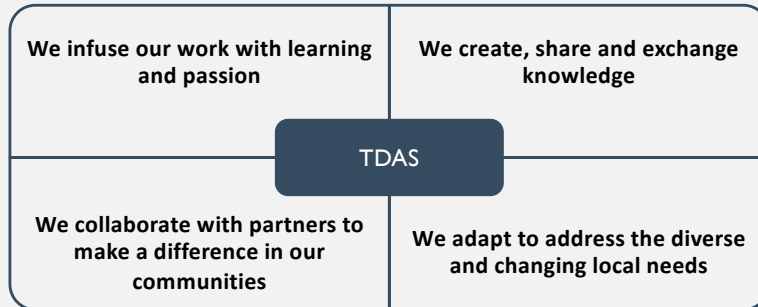 We infuse our work with learning
and passion
We create, share and exchange
knowledge
TDAS
We collaborate with partners to
make a difference in our
communities
We adapt to address the diverse
and changing local needs